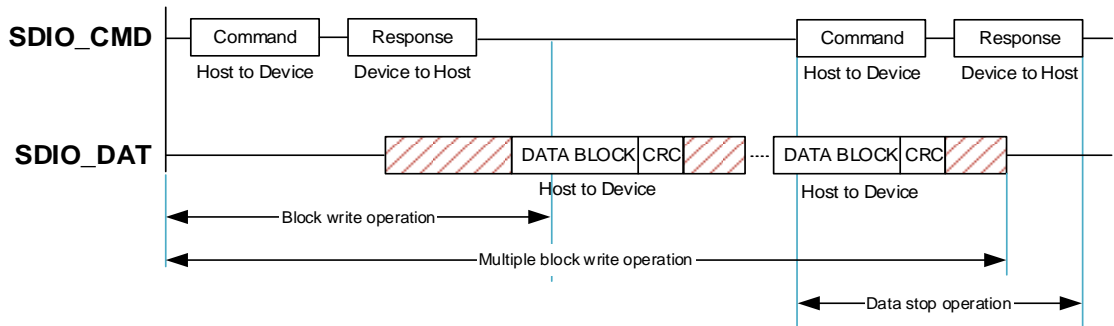 SDIO_CMD Command Response Command Response
Host to Device Device to Host Host to Device Device to Host
SDIO_DAT DATA BLOCK CRC DATA BLOCK CRC
Host to Device Host to Device
Block write operation
Multiple block write operation
Data stop operation